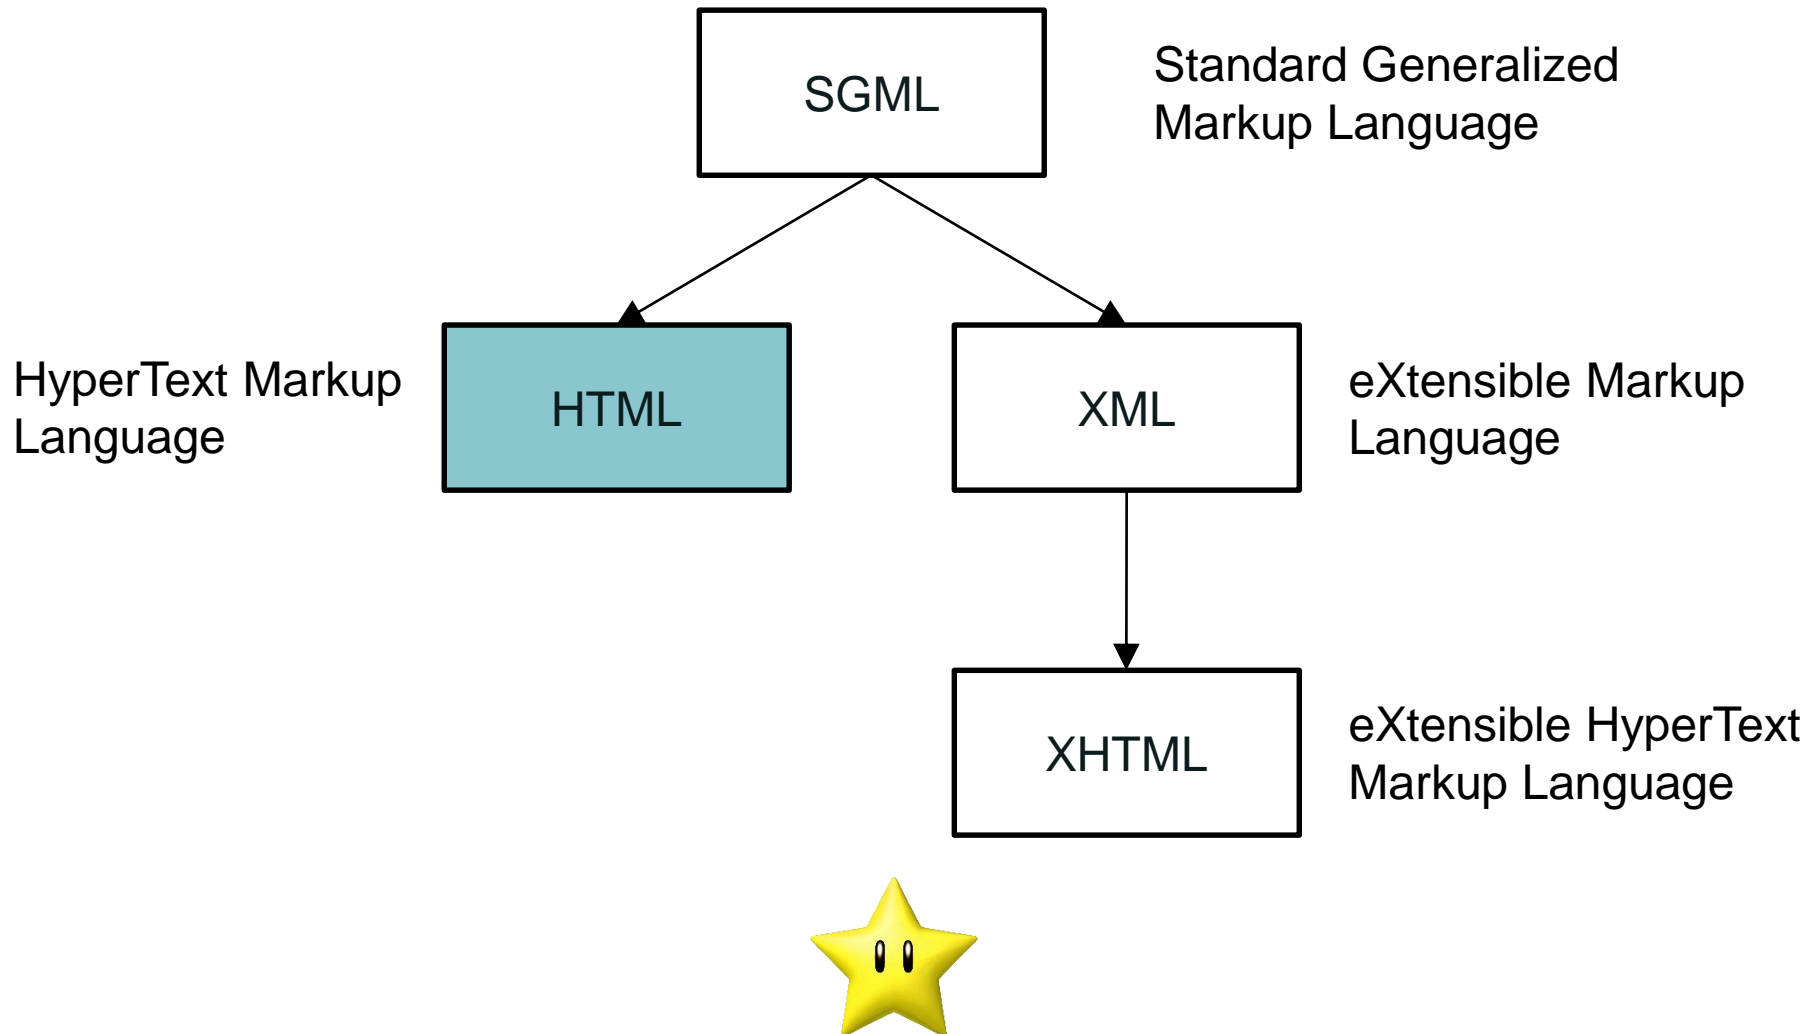 SGML
Standard Generalized
Markup Language
HyperText Markup
Language
HTML
XML
eXtensible Markup
Language
XHTML
eXtensible HyperText
Markup Language